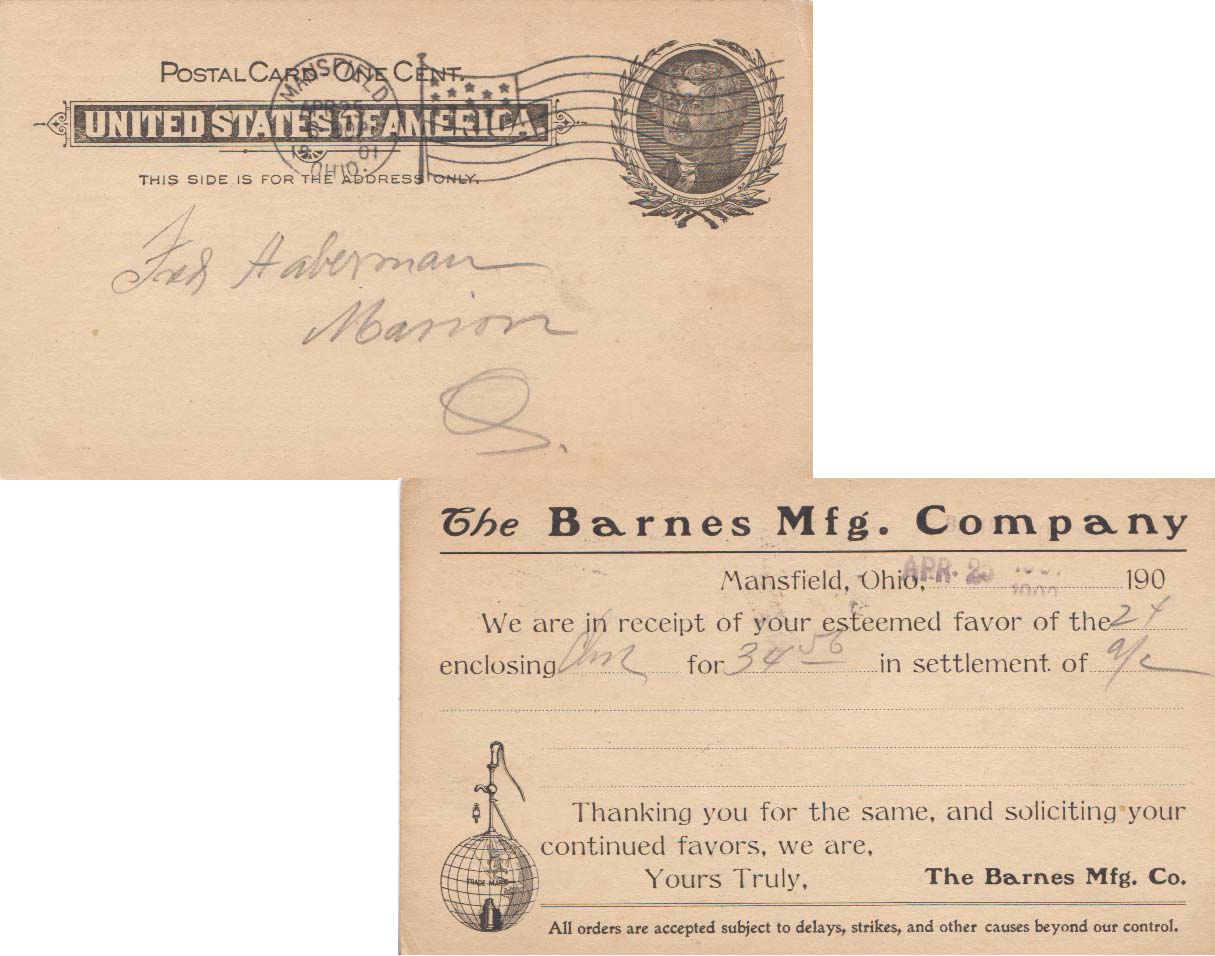 POSTAL CARD-ONE CENT.
UNITED STATES OF AMERICA.
THIS SIDE IS FOR THE ADDRESS ONLY.
MANSFIELD
APR 25
19 01
OHIO.
JEFFERSON
Fred Haberman
Marion
O.
The Barnes Mfg. Company
Mansfield, Ohio, APR. 25 1901 190
We are in receipt of your esteemed favor of the 24
enclosing for 34 56 in settlement of a/c
Thanking you for the same, and soliciting your
continued favors, we are,
Yours Truly, The Barnes Mfg. Co.
TRADE MARK
All orders are accepted subject to delays, strikes, and other causes beyond our control.